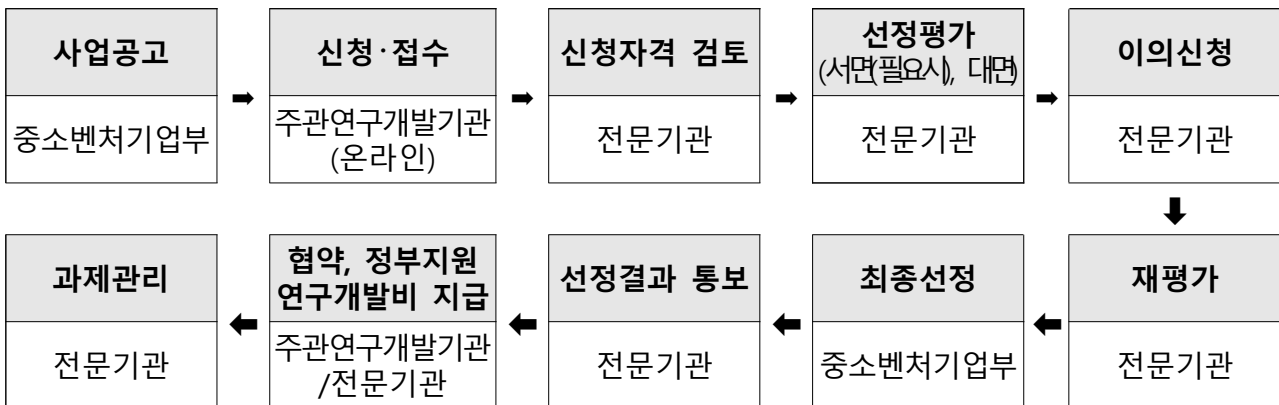 사업공고
중소벤처기업부
➡
신청·접수
주관연구개발기관
(온라인)
➡
신청자격 검토
전문기관
➡
선정평가
(서면(필요시), 대면)
전문기관
➡
이의신청
전문기관
⬇
재평가
전문기관
⬅
최종선정
중소벤처기업부
⬅
선정결과 통보
전문기관
⬅
협약, 정부지원
연구개발비 지급
주관연구개발기관
/전문기관
⬅
과제관리
전문기관